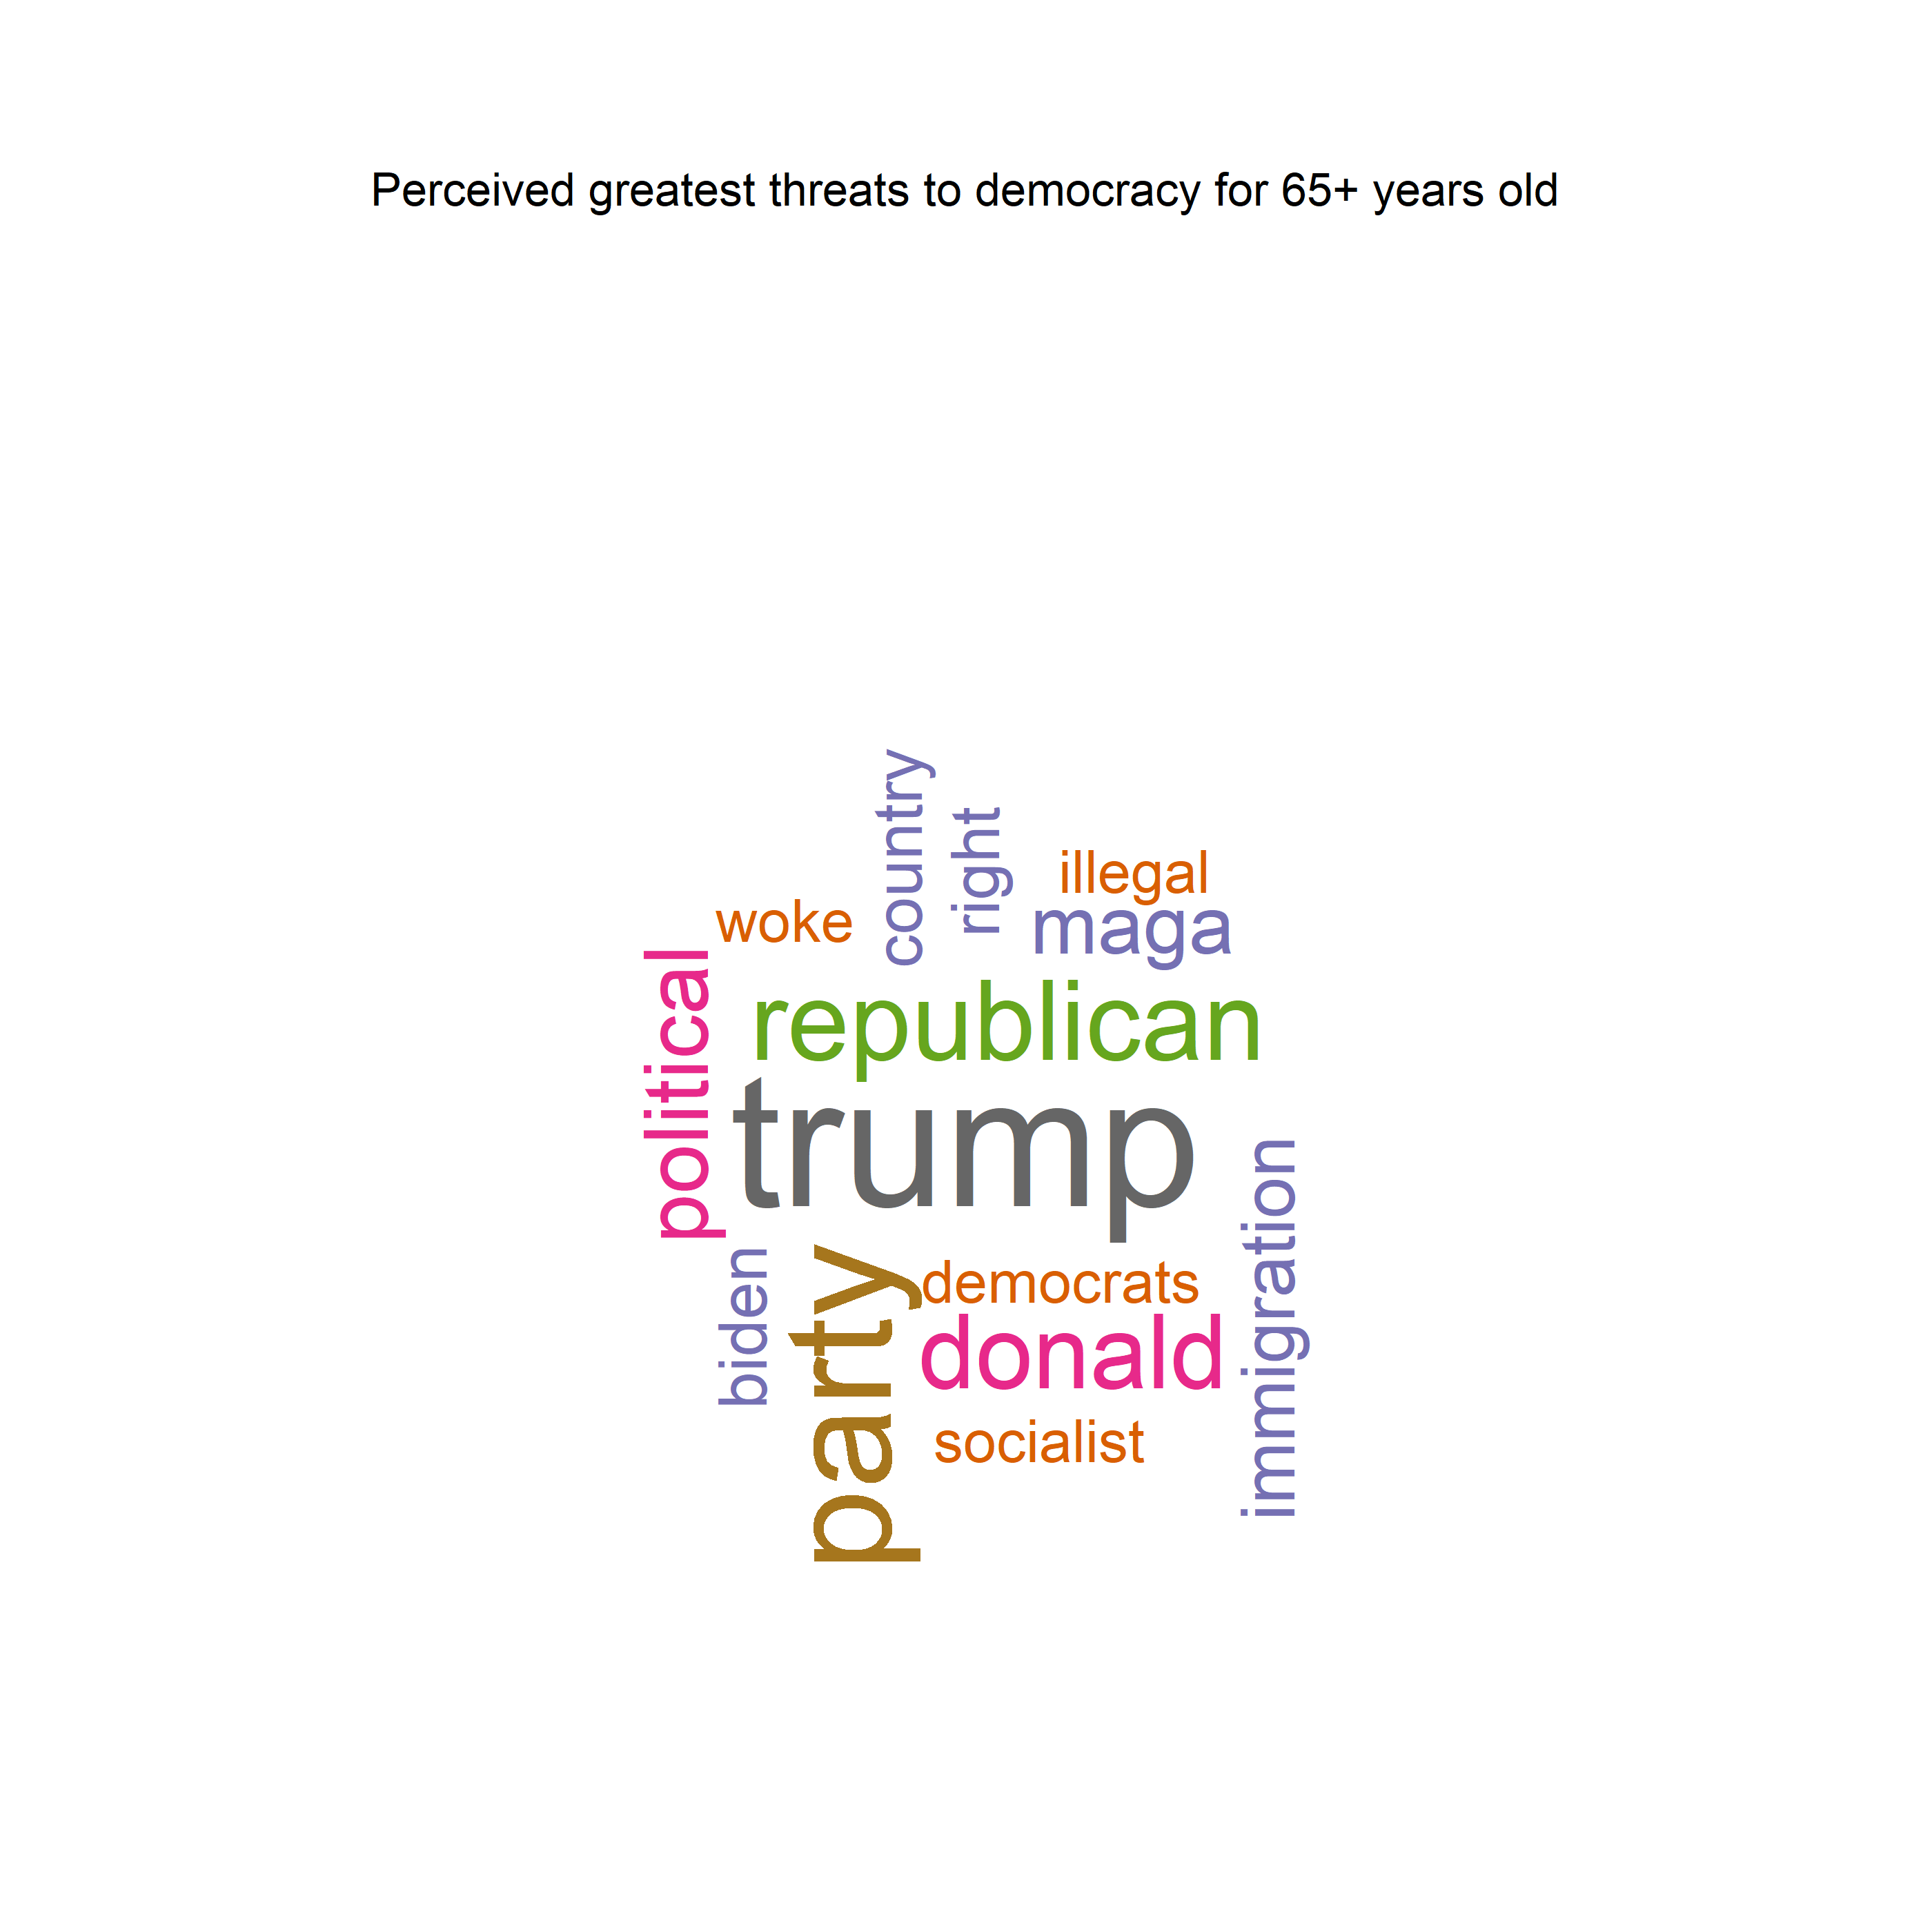 Perceived greatest threats to democracy for 65+ years old
country
right
illegal
woke
maga
political
republican
trump
immigration
biden
party
democrats
donald
socialist